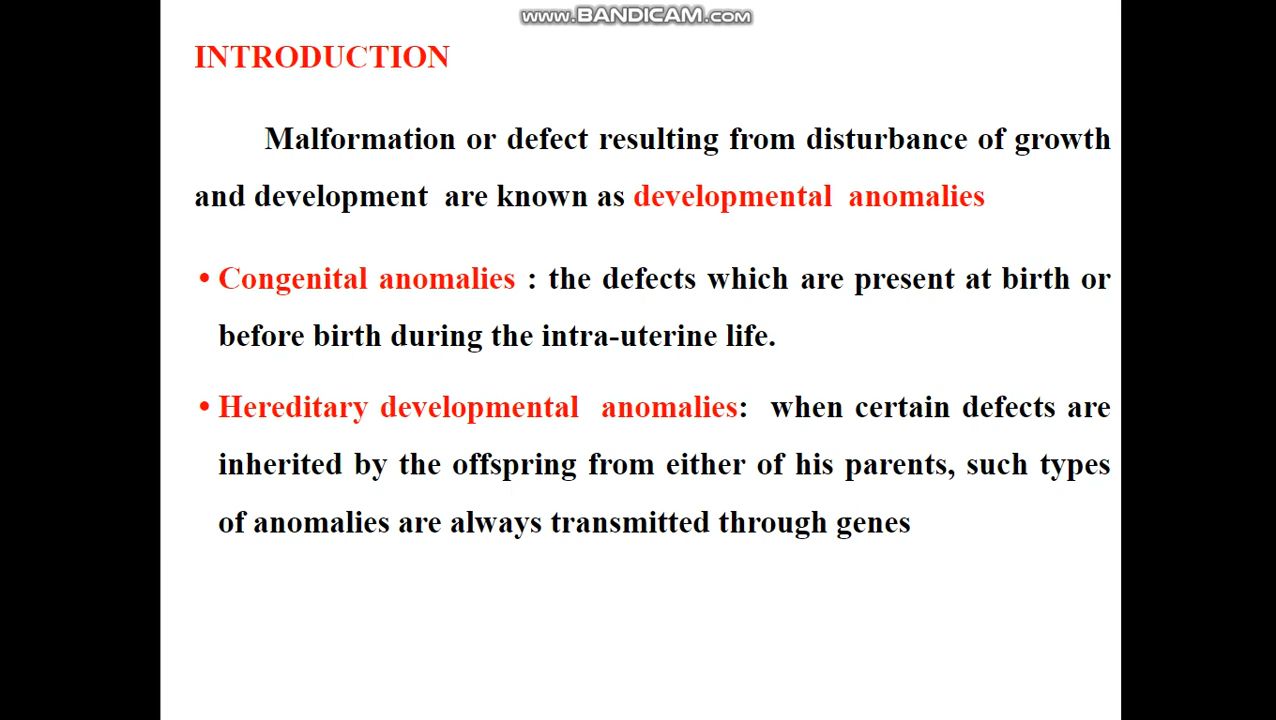 www.BANDICAM.com
INTRODUCTION
Malformation or defect resulting from disturbance of growth
and development are known as developmental anomalies
• Congenital anomalies : the defects which are present at birth or
before birth during the intra-uterine life.
• Hereditary developmental anomalies: when certain defects are
inherited by the offspring from either of his parents, such types
of anomalies are always transmitted through genes